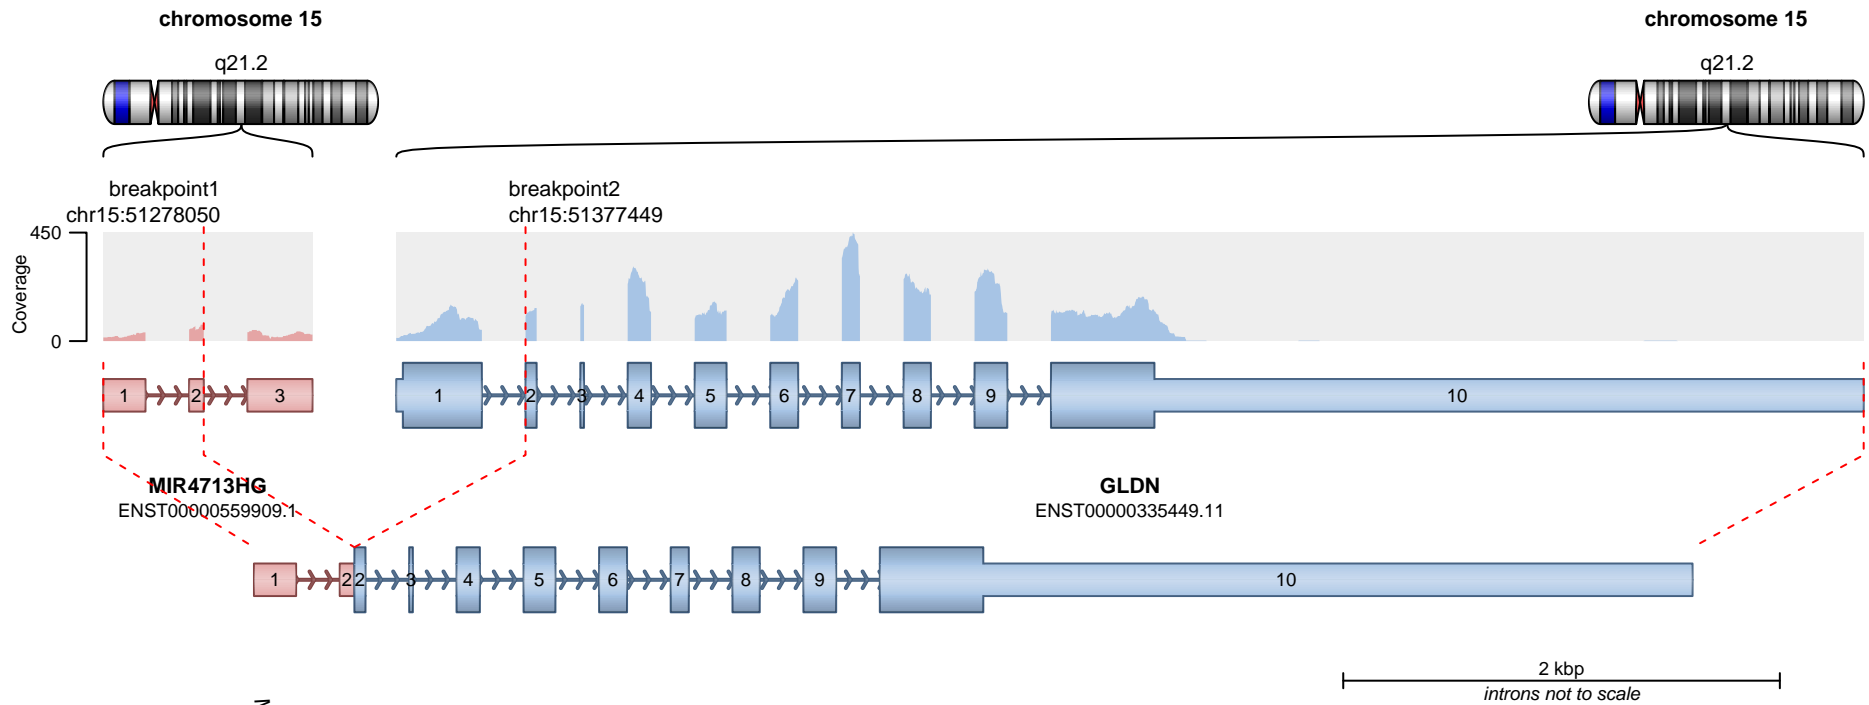 chromosome 15
chromosome 15
q21.2
q21.2
breakpoint1
chr15:51278050
breakpoint2
chr15:51377449
450
0
Coverage
1 2 3
1 2 3 4 5 6 7 8 9 10
MIR4713HG
ENST00000559909.1
GLDN
ENST00000335449.11
1 2 2 3 4 5 6 7 8 9 10
2 kbp
introns not to scale